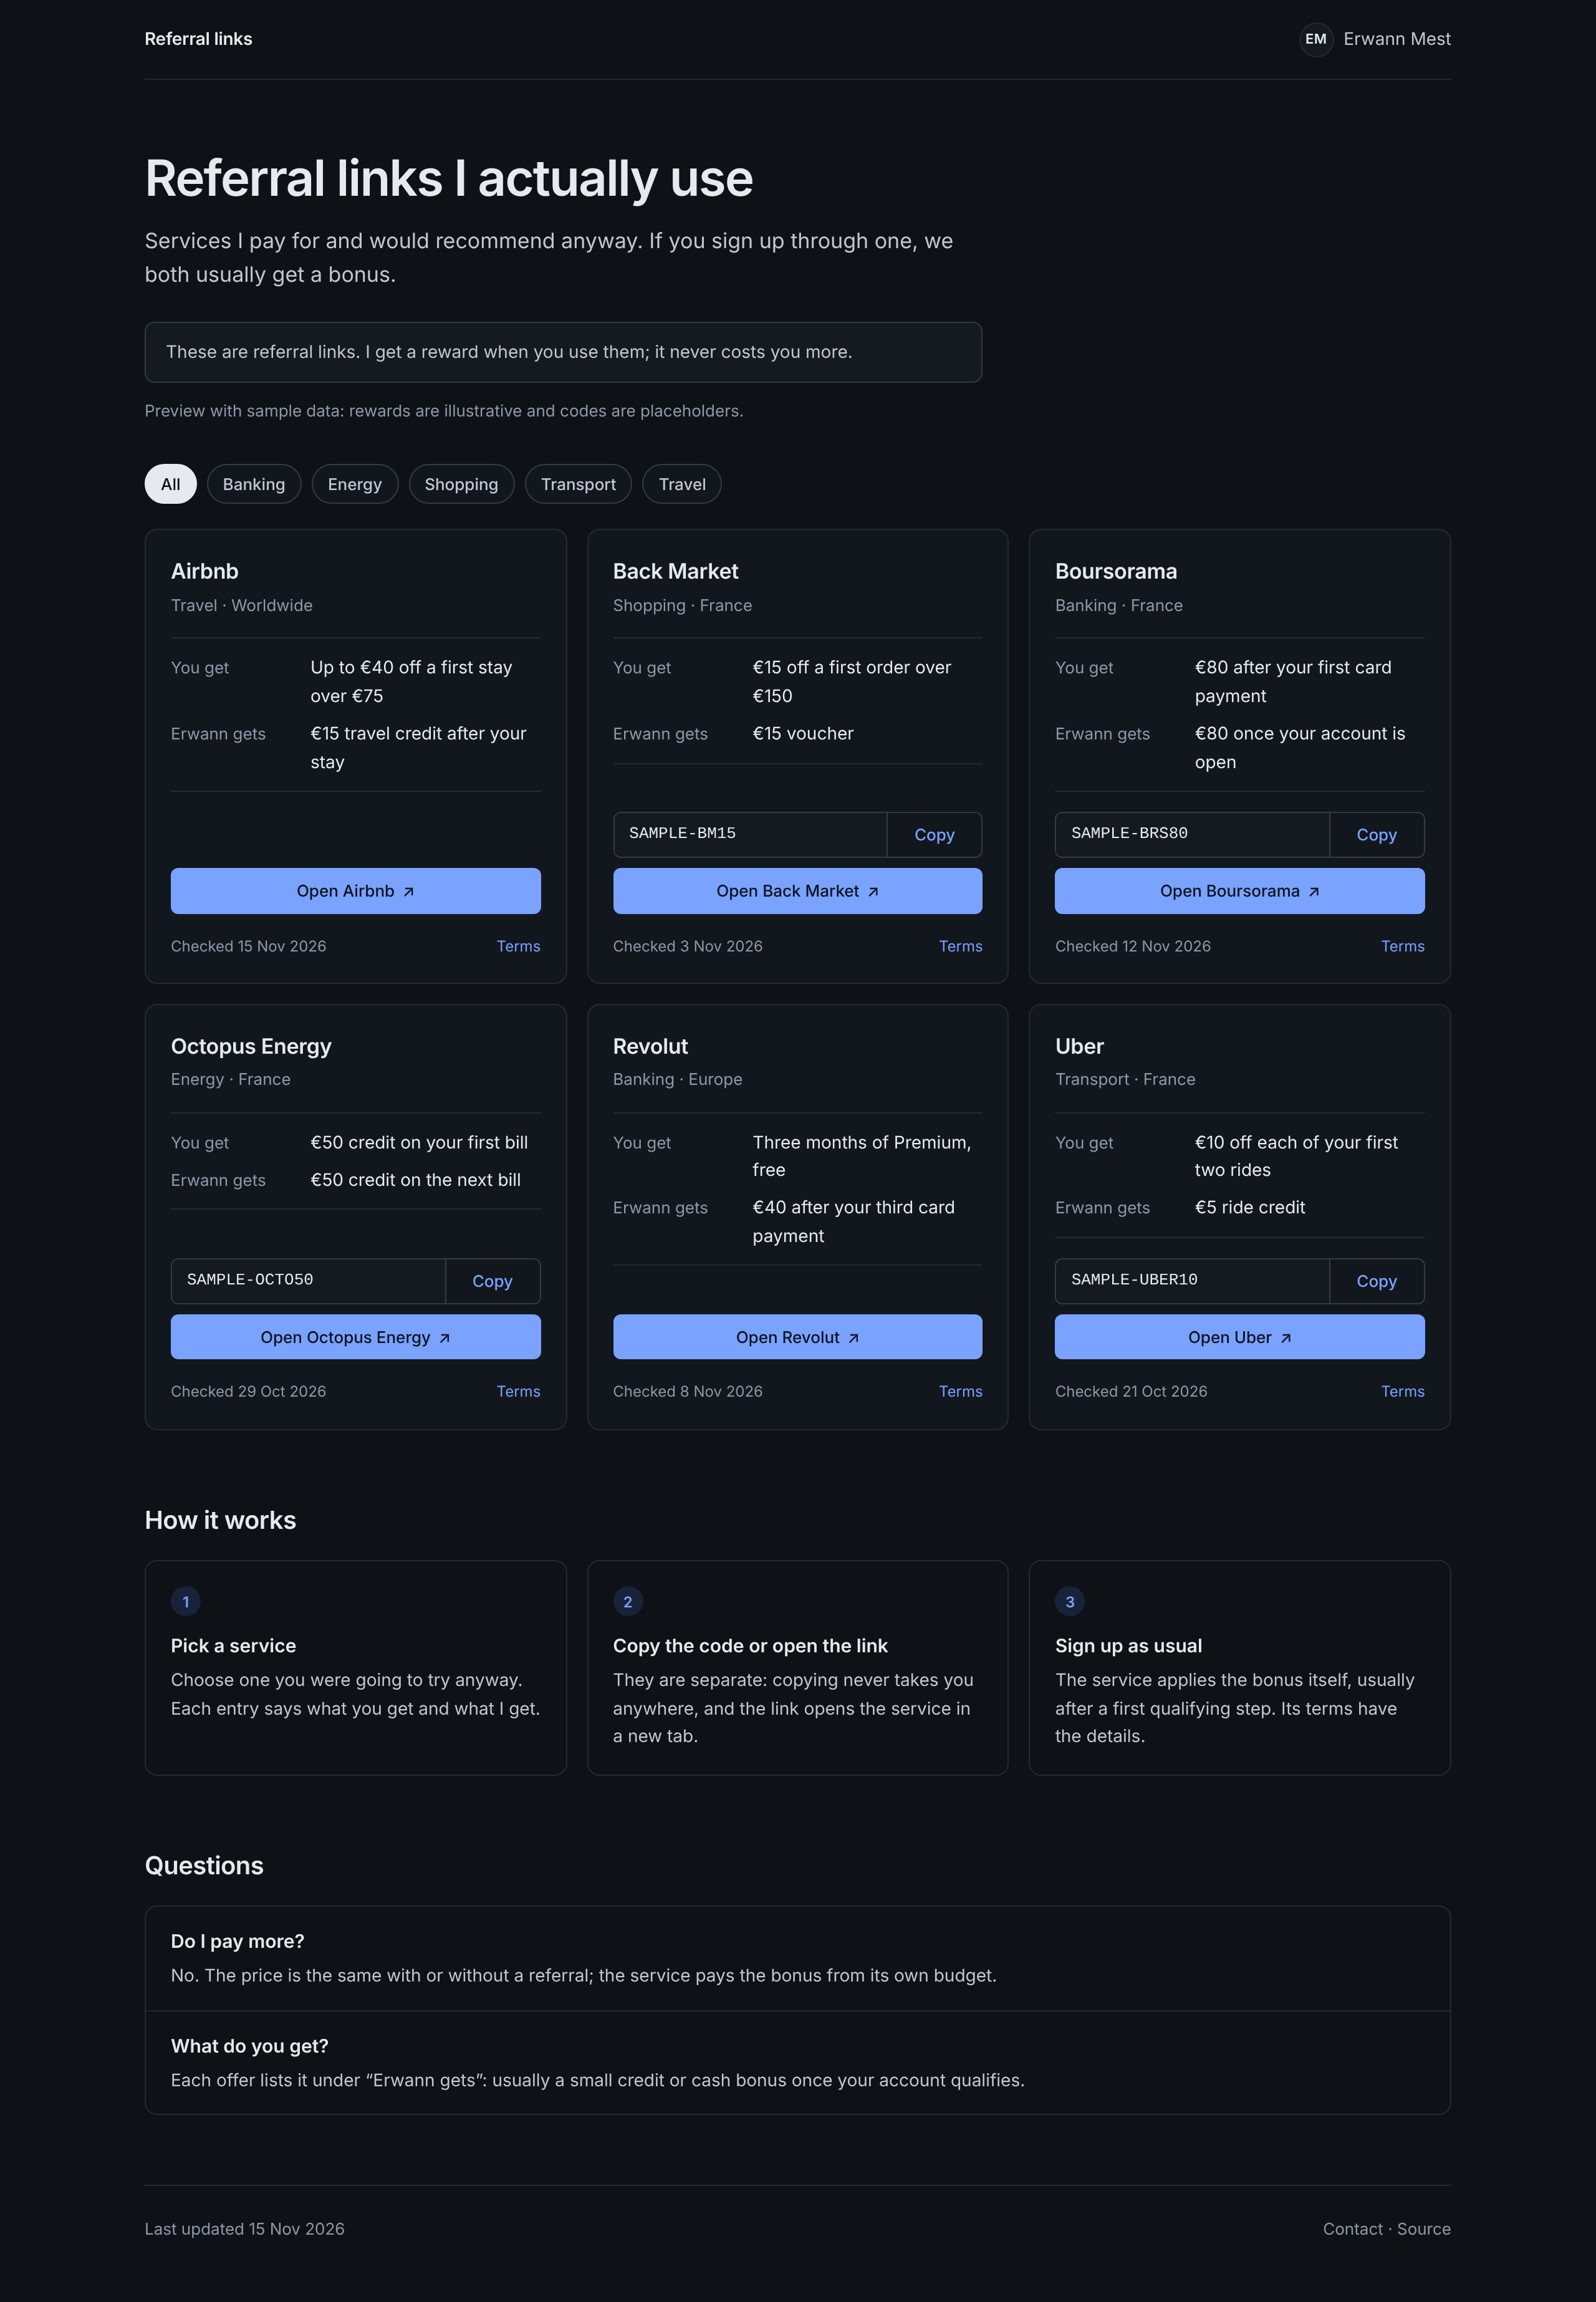 Referral links
EM Erwann Mest
Referral links I actually use
Services I pay for and would recommend anyway. If you sign up through one, we
both usually get a bonus.
These are referral links. I get a reward when you use them; it never costs you more.
Preview with sample data: rewards are illustrative and codes are placeholders.
All Banking Energy Shopping Transport Travel
Airbnb
Travel · Worldwide
You get Up to €40 off a first stay
over €75
Erwann gets €15 travel credit after your
stay
Open Airbnb ↗
Checked 15 Nov 2026 Terms
Back Market
Shopping · France
You get €15 off a first order over
€150
Erwann gets €15 voucher
SAMPLE-BM15 Copy
Open Back Market ↗
Checked 3 Nov 2026 Terms
Boursorama
Banking · France
You get €80 after your first card
payment
Erwann gets €80 once your account is
open
SAMPLE-BRS80 Copy
Open Boursorama ↗
Checked 12 Nov 2026 Terms
Octopus Energy
Energy · France
You get €50 credit on your first bill
Erwann gets €50 credit on the next bill
SAMPLE-OCTO50 Copy
Open Octopus Energy ↗
Checked 29 Oct 2026 Terms
Revolut
Banking · Europe
You get Three months of Premium,
free
Erwann gets €40 after your third card
payment
Open Revolut ↗
Checked 8 Nov 2026 Terms
Uber
Transport · France
You get €10 off each of your first
two rides
Erwann gets €5 ride credit
SAMPLE-UBER10 Copy
Open Uber ↗
Checked 21 Oct 2026 Terms
How it works
1
Pick a service
Choose one you were going to try anyway.
Each entry says what you get and what I get.
2
Copy the code or open the link
They are separate: copying never takes you
anywhere, and the link opens the service in
a new tab.
3
Sign up as usual
The service applies the bonus itself, usually
after a first qualifying step. Its terms have
the details.
Questions
Do I pay more?
No. The price is the same with or without a referral; the service pays the bonus from its own budget.
What do you get?
Each offer lists it under “Erwann gets”: usually a small credit or cash bonus once your account qualifies.
Last updated 15 Nov 2026
Contact · Source